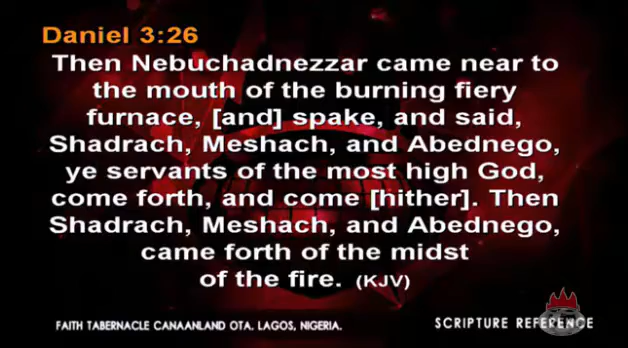 Daniel 3:26
Then Nebuchadnezzar came near to
the mouth of the burning fiery
furnace, [and] spake, and said,
Shadrach, Meshach, and Abednego,
ye servants of the most high God,
come forth, and come [hither]. Then
Shadrach, Meshach, and Abednego,
came forth of the midst
of the fire. (KJV)
FAITH TABERNACLE CANAANLAND OTA. LAGOS, NIGERIA.
SCRIPTURE REFERENCE